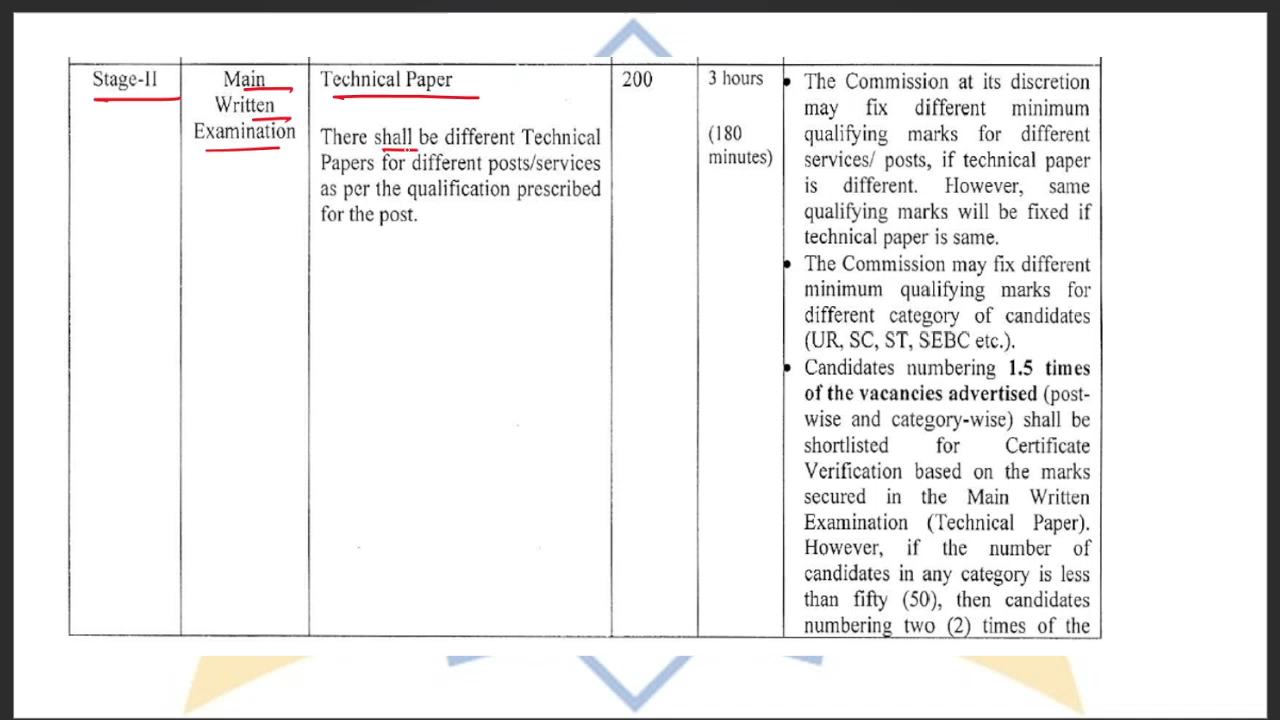 Stage-II
Main
Written
Examination
Technical Paper
There shall be different Technical
Papers for different posts/services
as per the qualification prescribed
for the post.
200
3 hours
(180
minutes)
• The Commission at its discretion
may fix different minimum
qualifying marks for different
services/ posts, if technical paper
is different. However, same
qualifying marks will be fixed if
technical paper is same.
• The Commission may fix different
minimum qualifying marks for
different category of candidates
(UR, SC, ST, SEBC etc.).
• Candidates numbering 1.5 times
of the vacancies advertised (post-
wise and category-wise) shall be
shortlisted for Certificate
Verification based on the marks
secured in the Main Written
Examination (Technical Paper).
However, if the number of
candidates in any category is less
than fifty (50), then candidates
numbering two (2) times of the